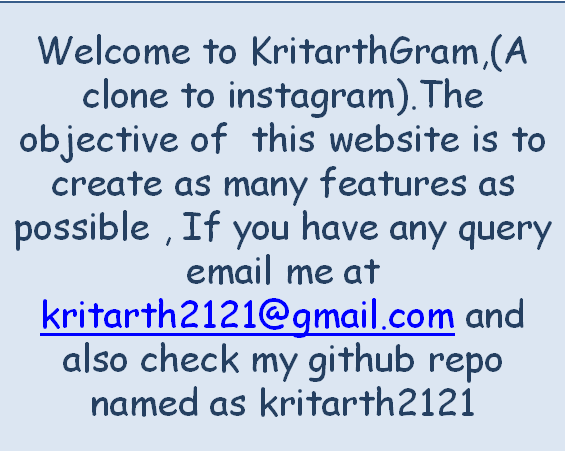 Welcome to KritarthGram,(A
clone to instagram).The
objective of  this website is to
create as many features as
possible , If you have any query
email me at
kritarth2121@gmail.com and
also check my github repo
named as kritarth2121